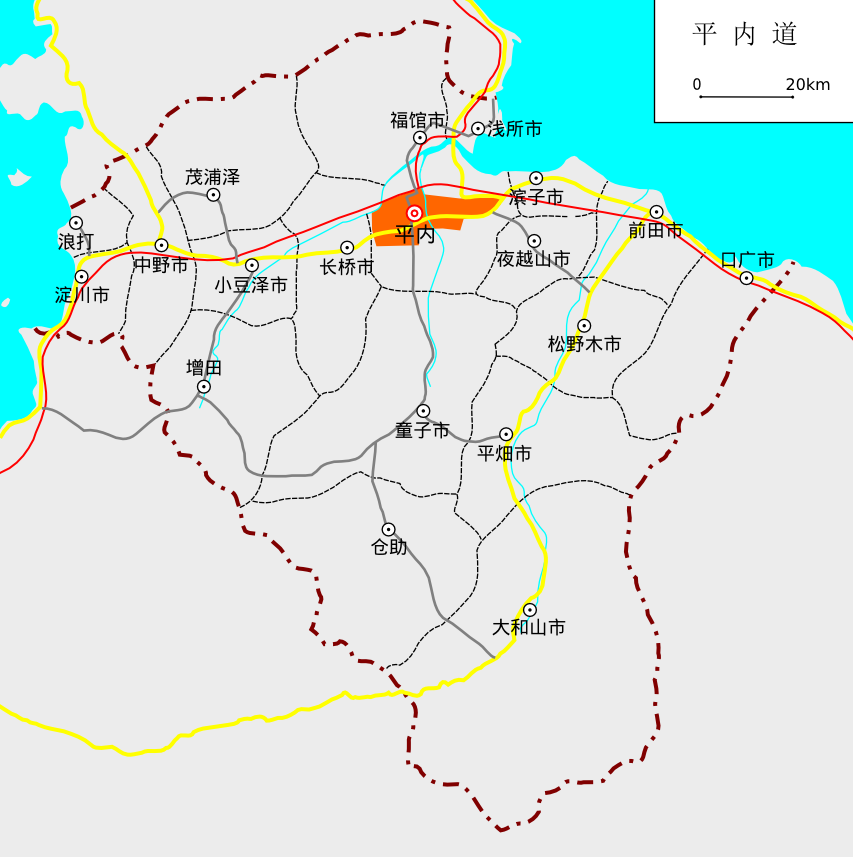 平内道
0 20km
福馆市
浅所市
茂浦泽
滨子市
浪打
中野市
平内
前田市
长桥市
夜越山市
口广市
淀川市
小豆泽市
松野木市
增田
童子市
平畑市
仓助
大和山市